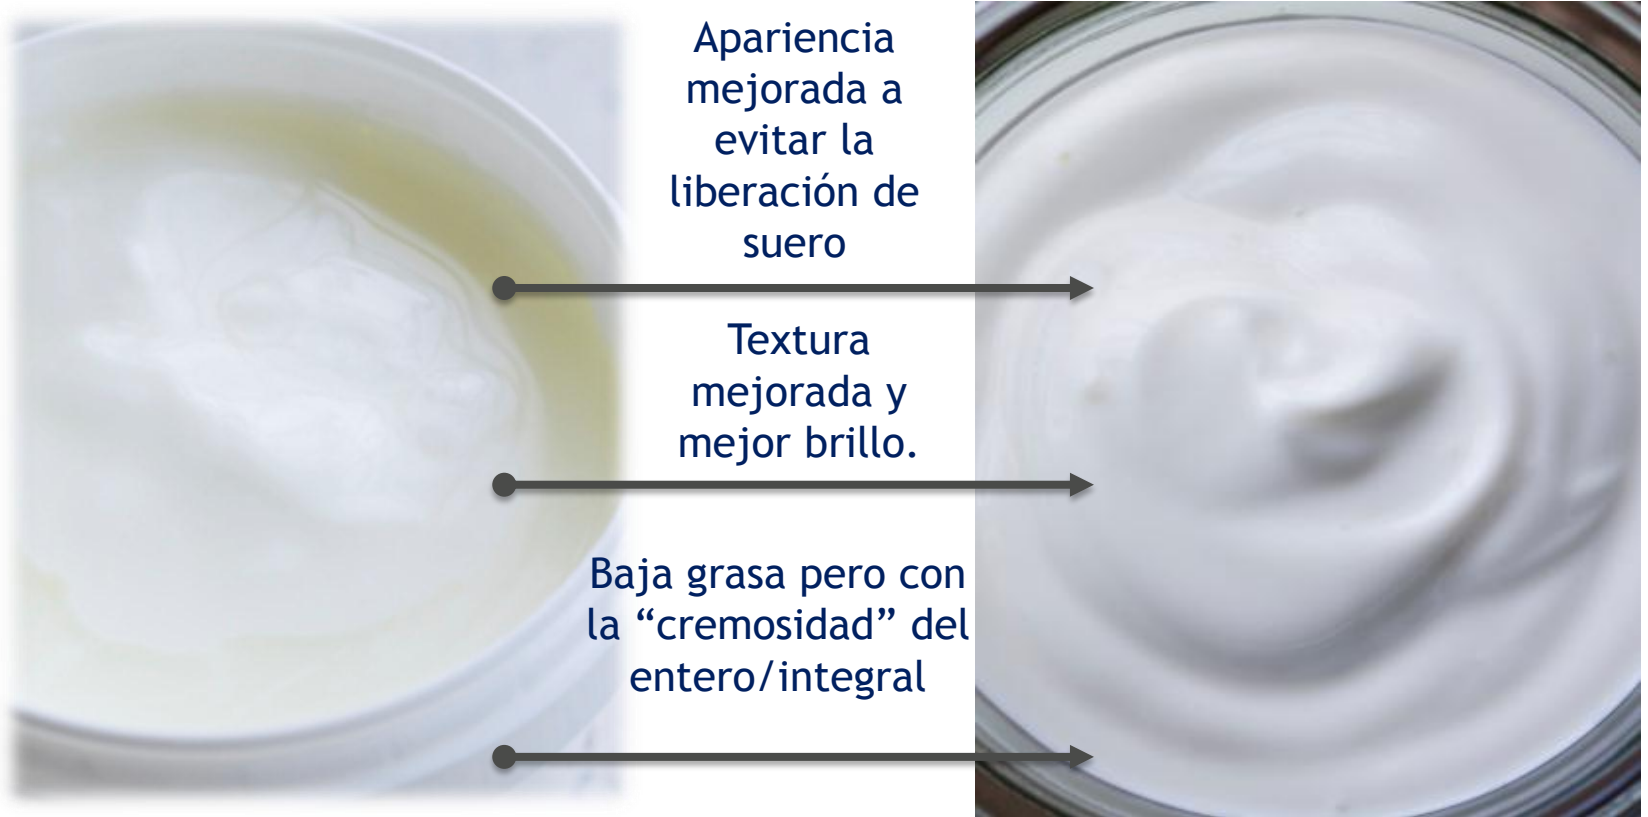 Apariencia
mejorada a
evitar la
liberación de
suero
Textura
mejorada y
mejor brillo.
Baja grasa pero con
la “cremosidad” del
entero/integral